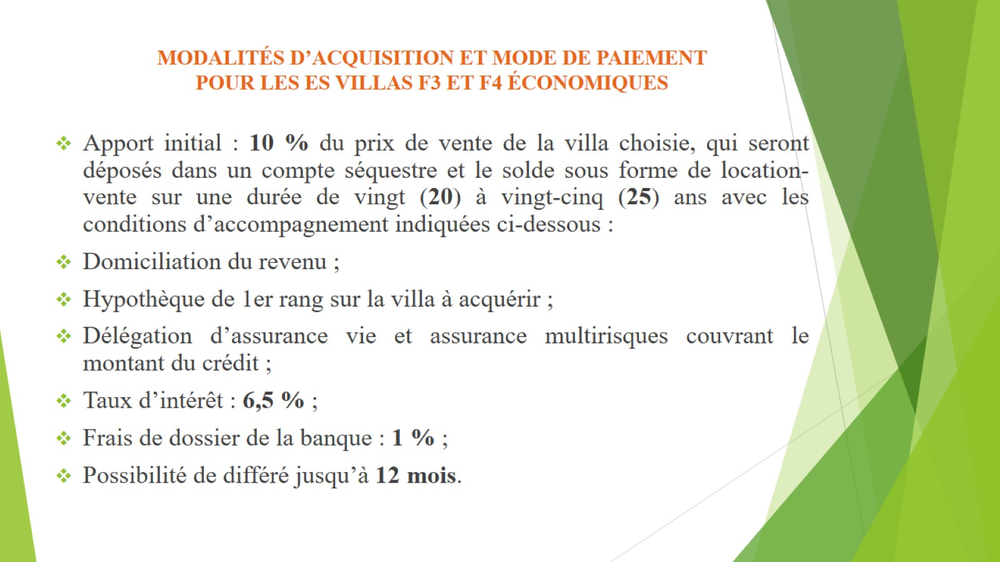 MODALITÉS D’ACQUISITION ET MODE DE PAIEMENT
POUR LES ES VILLAS F3 ET F4 ÉCONOMIQUES
Apport initial : 10 % du prix de vente de la villa choisie, qui seront
déposés dans un compte séquestre et le solde sous forme de location-
vente sur une durée de vingt (20) à vingt-cinq (25) ans avec les
conditions d’accompagnement indiquées ci-dessous :
Domiciliation du revenu ;
Hypothèque de 1er rang sur la villa à acquérir ;
Délégation d’assurance vie et assurance multirisques couvrant le
montant du crédit ;
Taux d’intérêt : 6,5 % ;
Frais de dossier de la banque : 1 % ;
Possibilité de différé jusqu’à 12 mois.